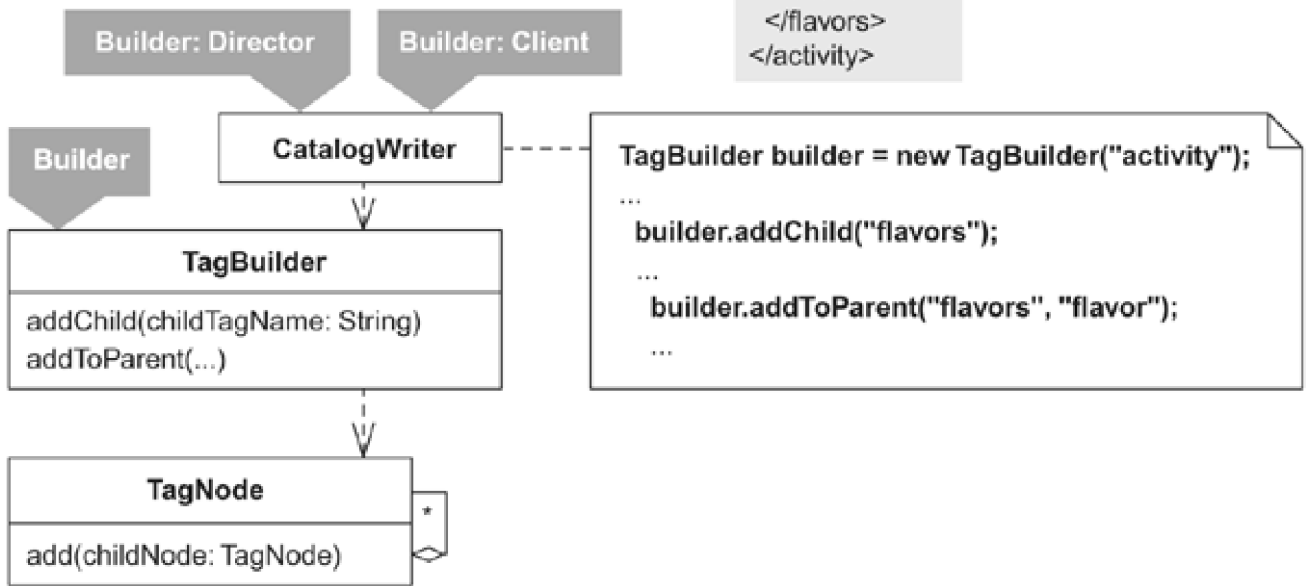 </flavors>
</activity>
Builder: Director
Builder: Client
CatalogWriter
Builder
TagBuilder
addChild(childTagName: String)
addToParent(...)
TagNode
*
add(childNode: TagNode)
TagBuilder builder = new TagBuilder("activity");
...
builder.addChild("flavors");
...
builder.addToParent("flavors", "flavor");
...